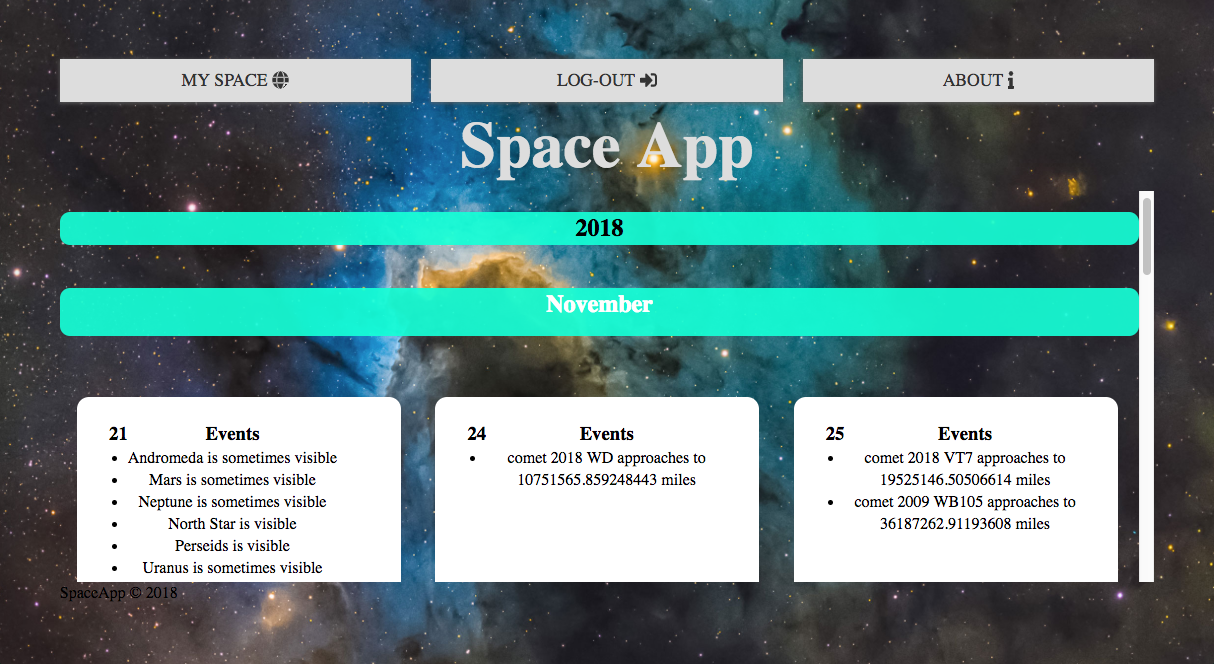 MY SPACE
LOG-OUT
ABOUT
Space App
2018
November
21 Events
• Andromeda is sometimes visible
• Mars is sometimes visible
• Neptune is sometimes visible
• North Star is visible
• Perseids is visible
• Uranus is sometimes visible
24 Events
• comet 2018 WD approaches to
10751565.859248443 miles
25 Events
• comet 2018 VT7 approaches to
19525146.50506614 miles
• comet 2009 WB105 approaches to
36187262.91193608 miles
SpaceApp © 2018